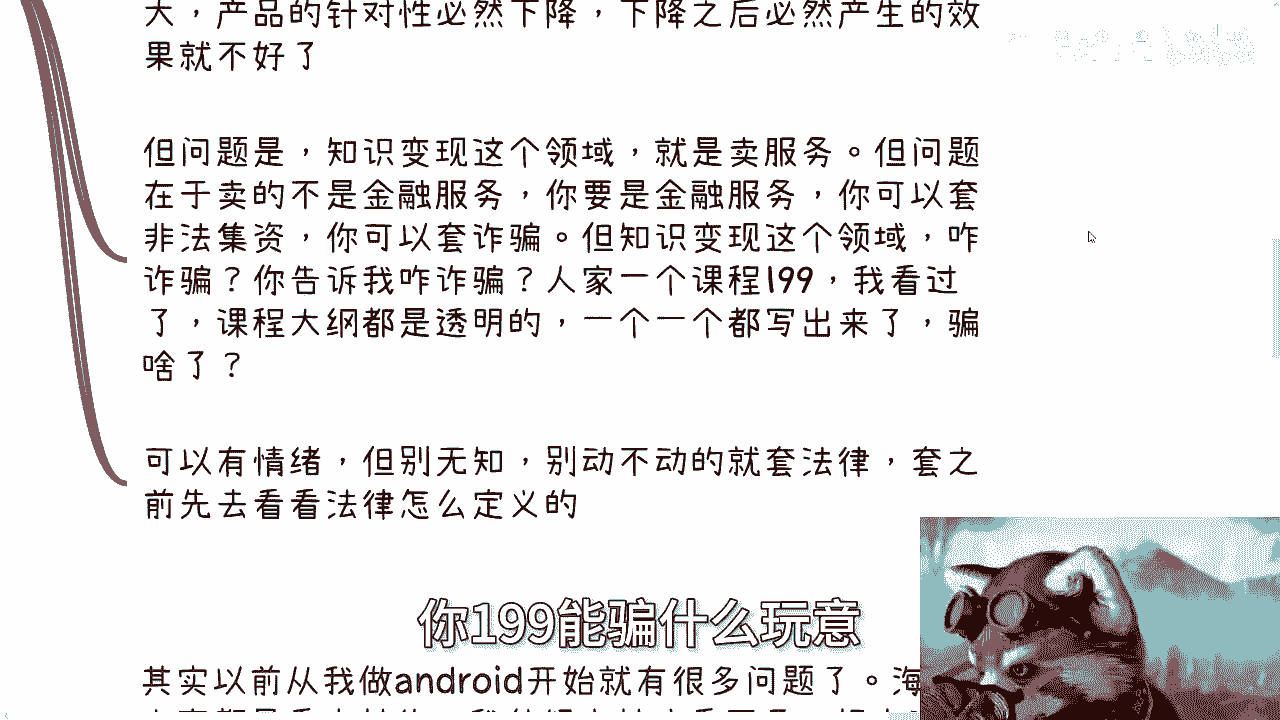 大，产品的针对性必然下降，下降之后必然产生的效
果就不好了
但问题是，知识变现这个领域，就是卖服务。但问题
在于卖的不是金融服务，你要是金融服务，你可以套
非法集资，你可以套诈骗。但知识变现这个领域，咋
诈骗？你告诉我咋诈骗？人家一个课程199，我看过
了，课程大纲都是透明的，一个一个都写出来了，骗
啥了？
可以有情绪，但别无知，别动不动的就套法律，套之
前先去看看法律怎么定义的
你199能骗什么玩意
其实以前从我做android开始就有很多问题了。海